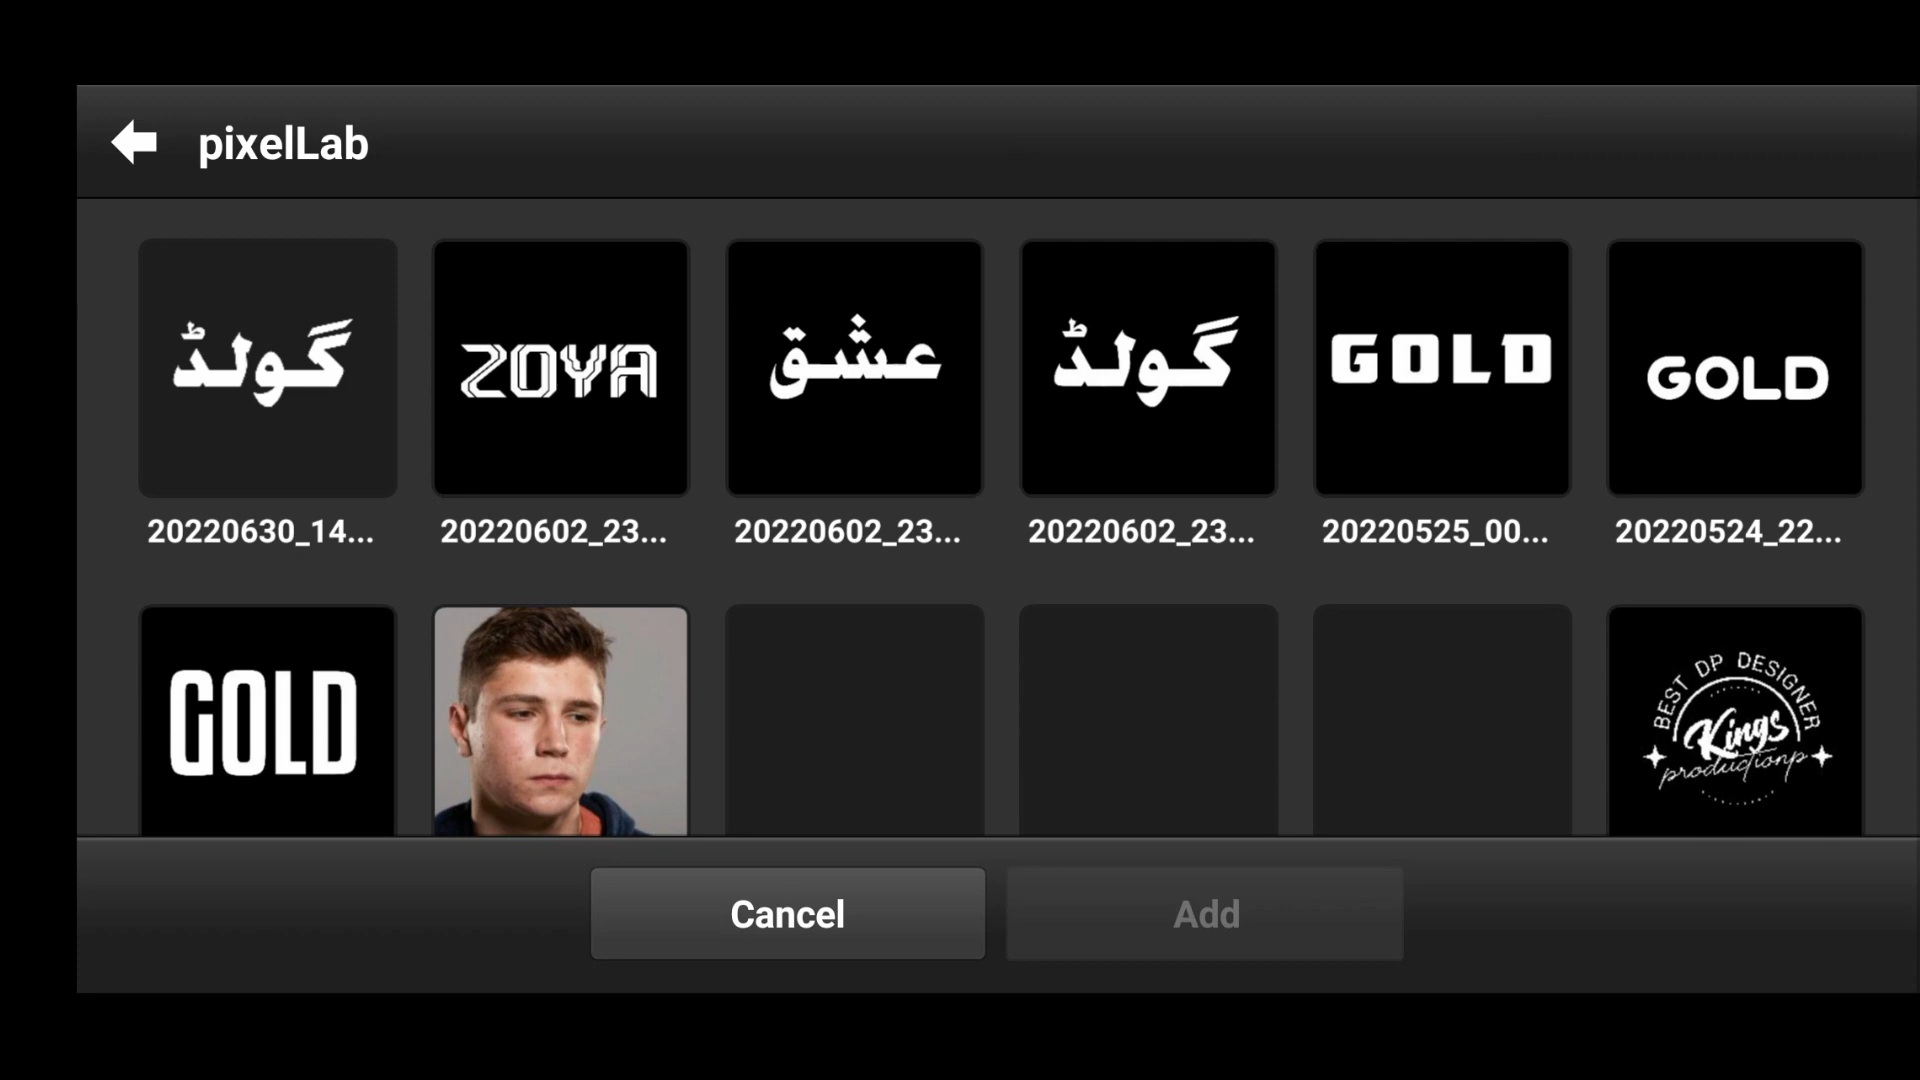 pixelLab
گولڈ
ZOYA
عشق
گولڈ
GOLD
GOLD
20220630_14...
20220602_23...
20220602_23...
20220602_23...
20220525_00...
20220524_22...
GOLD
BEST DP DESIGNER
Kings
productionp
Cancel
Add